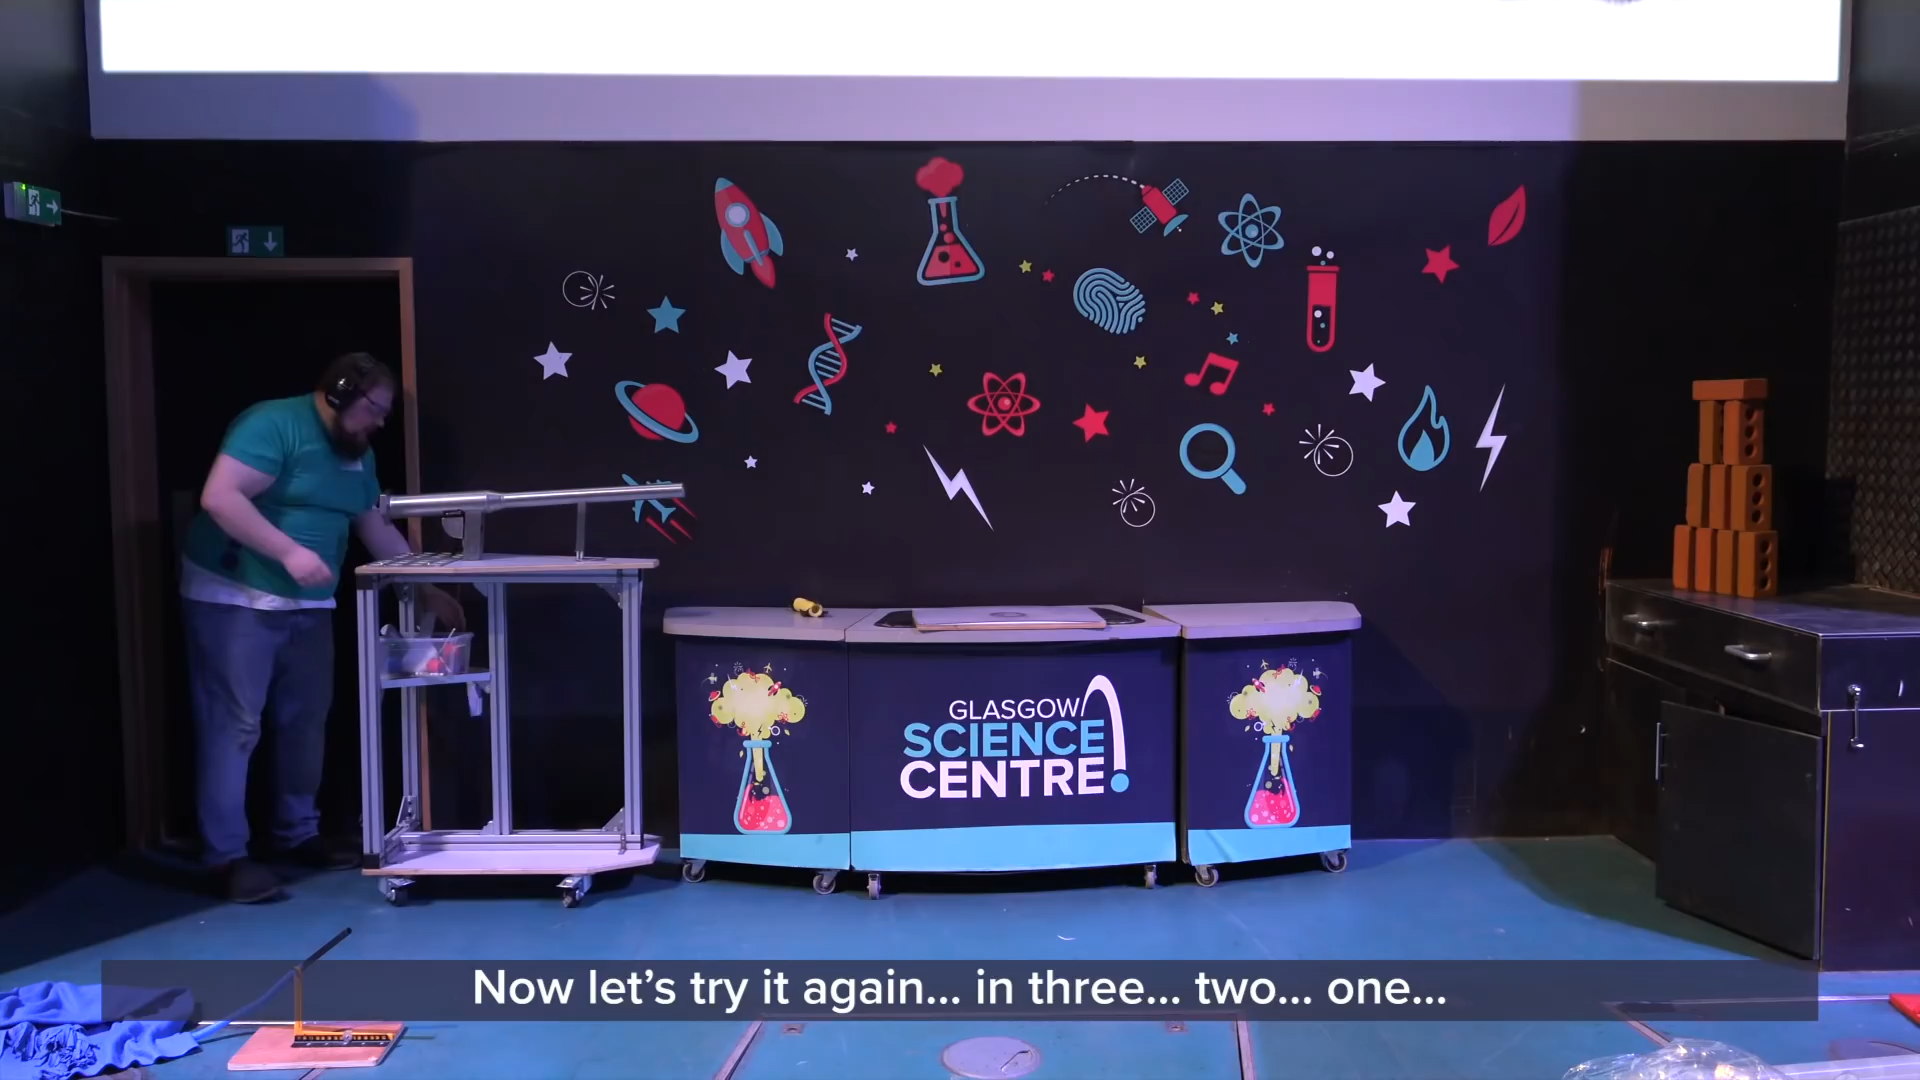 GLASGOW
SCIENCE
CENTRE
Now let's try it again... in three... two... one...